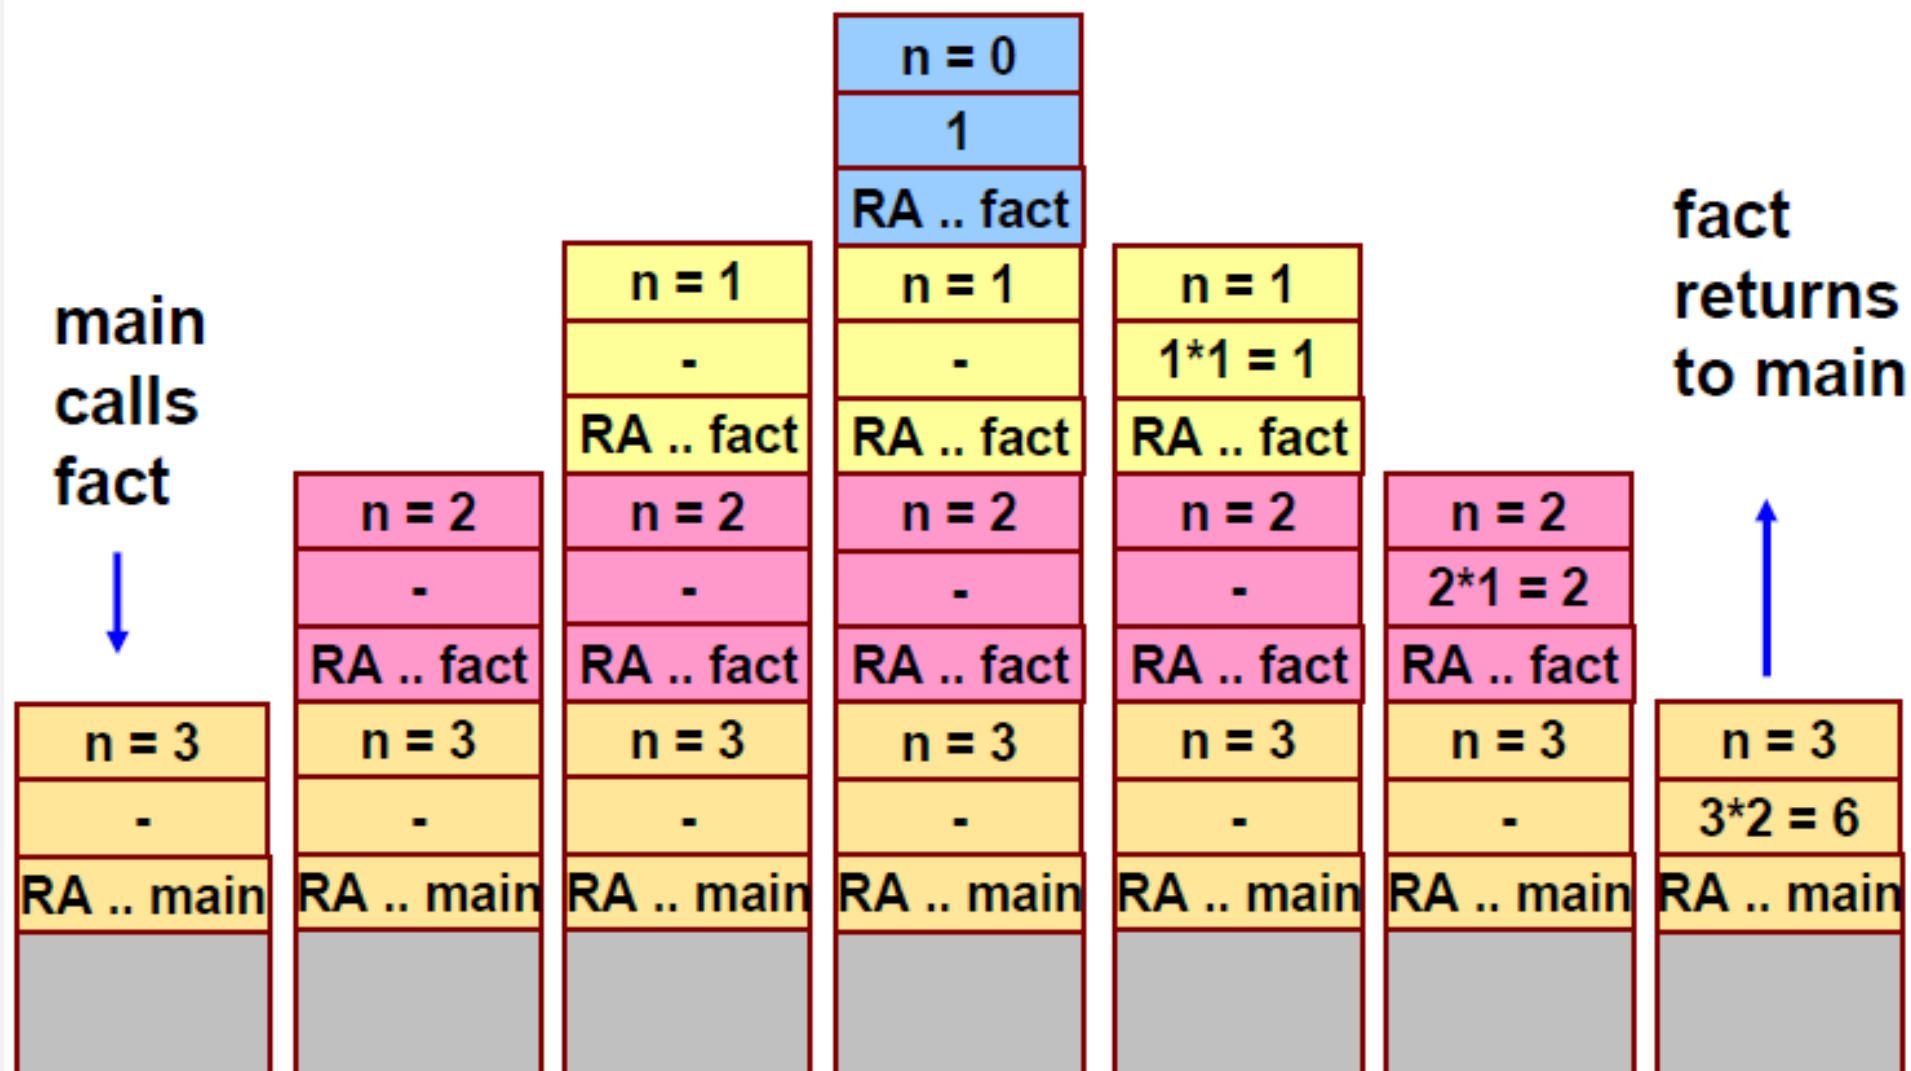 main
calls
fact
n = 3
-
RA .. main
n = 2
-
RA .. fact
n = 3
-
RA .. main
n = 1
-
RA .. fact
n = 2
-
RA .. fact
n = 3
-
RA .. main
n = 0
1
RA .. fact
n = 1
-
RA .. fact
n = 2
-
RA .. fact
n = 3
-
RA .. main
n = 1
1*1 = 1
RA .. fact
n = 2
-
RA .. fact
n = 3
-
RA .. main
n = 2
2*1 = 2
RA .. fact
n = 3
-
RA .. main
fact
returns
to main
n = 3
3*2 = 6
RA .. main